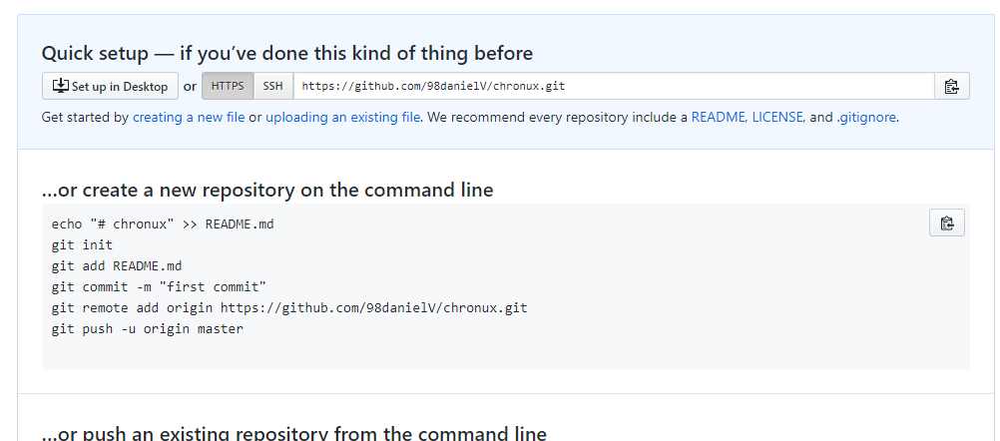 Quick setup — if you’ve done this kind of thing before
Set up in Desktop or HTTPS SSH https://github.com/98danielV/chronux.git
Get started by creating a new file or uploading an existing file. We recommend every repository include a README, LICENSE, and .gitignore.
…or create a new repository on the command line
echo "# chronux" >> README.md
git init
git add README.md
git commit -m "first commit"
git remote add origin https://github.com/98danielV/chronux.git
git push -u origin master
…or push an existing repository from the command line